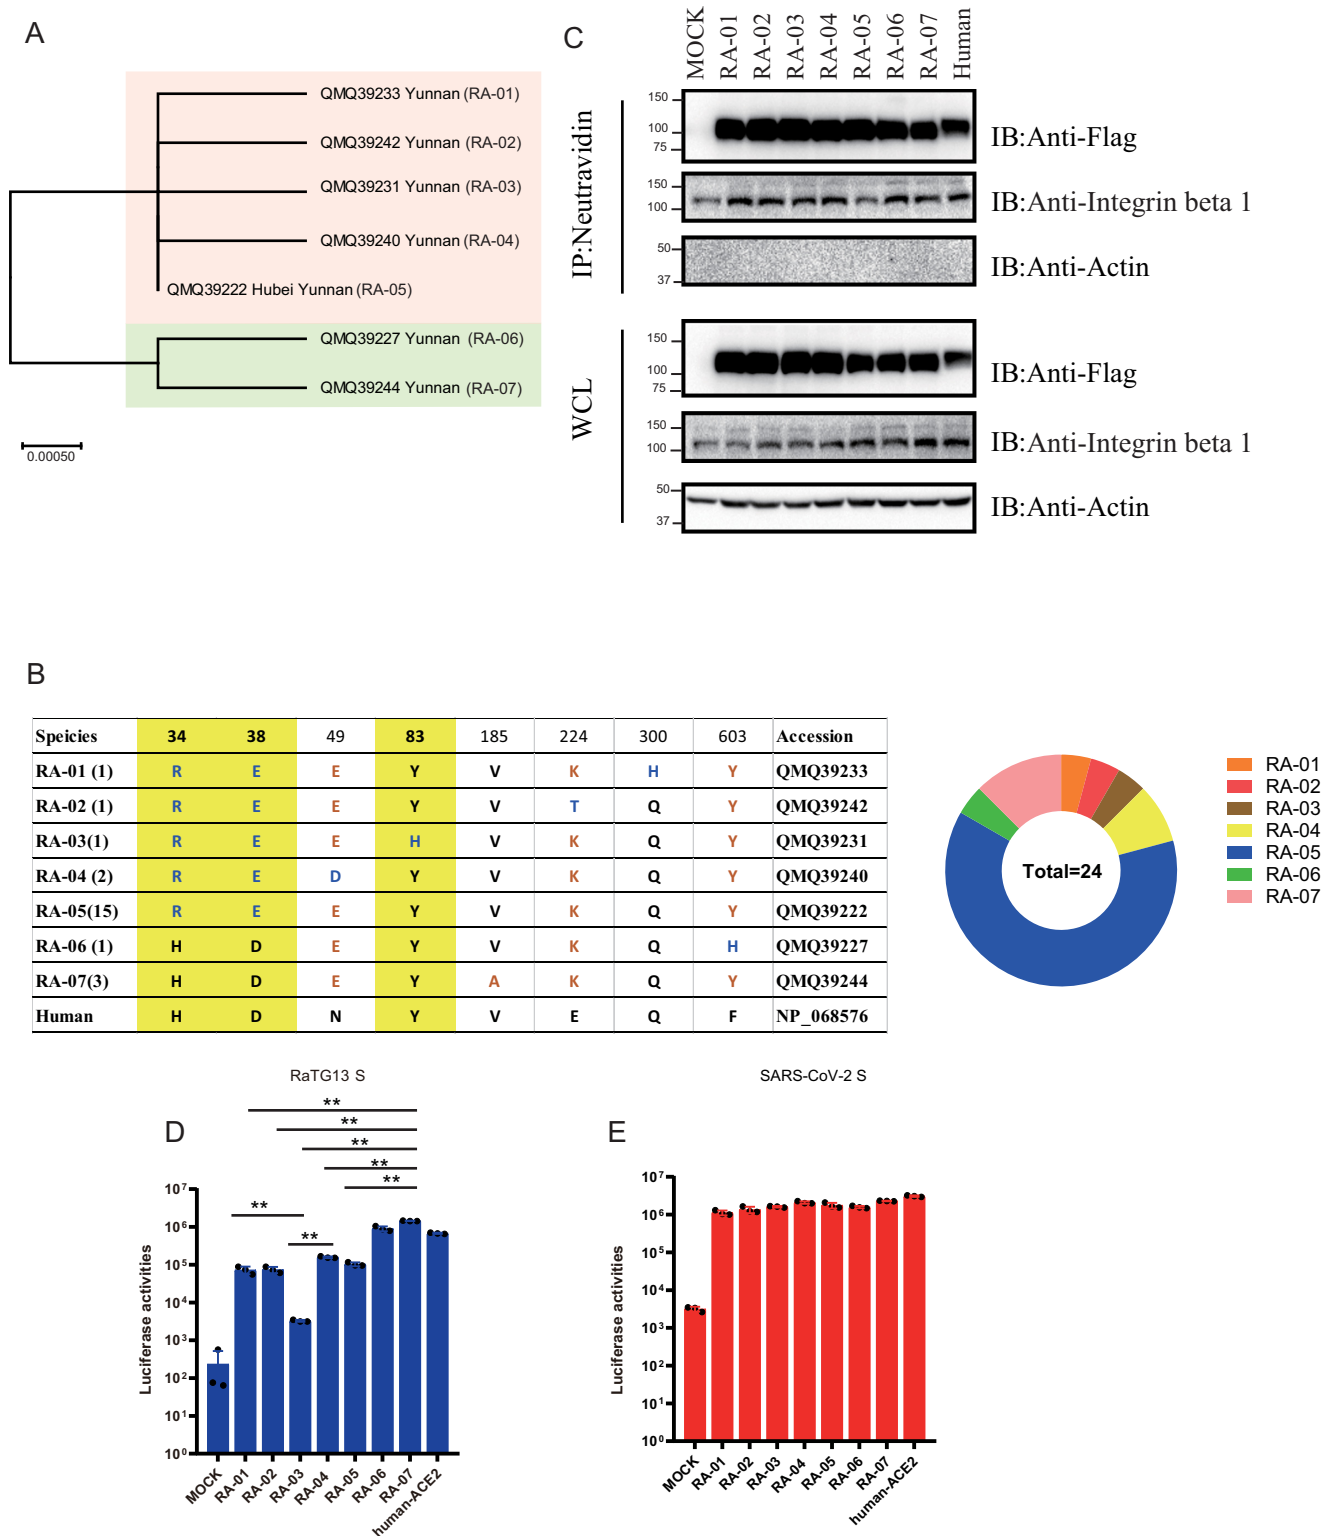 A
QMQ39233 Yunnan (RA-01)
QMQ39242 Yunnan (RA-02)
QMQ39231 Yunnan (RA-03)
QMQ39240 Yunnan (RA-04)
QMQ39222 Hubei Yunnan (RA-05)
QMQ39227 Yunnan (RA-06)
QMQ39244 Yunnan (RA-07)
0.00050
C
MOCK RA-01 RA-02 RA-03 RA-04 RA-05 RA-06 RA-07 Human
IP:Neutravidin
150
100
75
IB:Anti-Flag
150
100
IB:Anti-Integrin beta 1
50
37
IB:Anti-Actin
WCL
150
100
75
IB:Anti-Flag
150
100
IB:Anti-Integrin beta 1
50
37
IB:Anti-Actin
B
Speicies 34 38 49 83 185 224 300 603 Accession
RA-01 (1) R E E Y V K H Y QMQ39233
RA-02 (1) R E E Y V T Q Y QMQ39242
RA-03(1) R E E H V K Q Y QMQ39231
RA-04 (2) R E D Y V K Q Y QMQ39240
RA-05(15) R E E Y V K Q Y QMQ39222
RA-06 (1) H D E Y V K Q H QMQ39227
RA-07(3) H D E Y A K Q Y QMQ39244
Human H D N Y V E Q F NP_068576
Total=24
RA-01
RA-02
RA-03
RA-04
RA-05
RA-06
RA-07
D
RaTG13 S
**
**
**
**
**
**
**
Luciferase activities
10⁷
10⁶
10⁵
10⁴
10³
10²
10¹
10⁰
MOCK RA-01 RA-02 RA-03 RA-04 RA-05 RA-06 RA-07 human-ACE2
E
SARS-CoV-2 S
Luciferase activities
10⁷
10⁶
10⁵
10⁴
10³
10²
10¹
10⁰
MOCK RA-01 RA-02 RA-03 RA-04 RA-05 RA-06 RA-07 human-ACE2